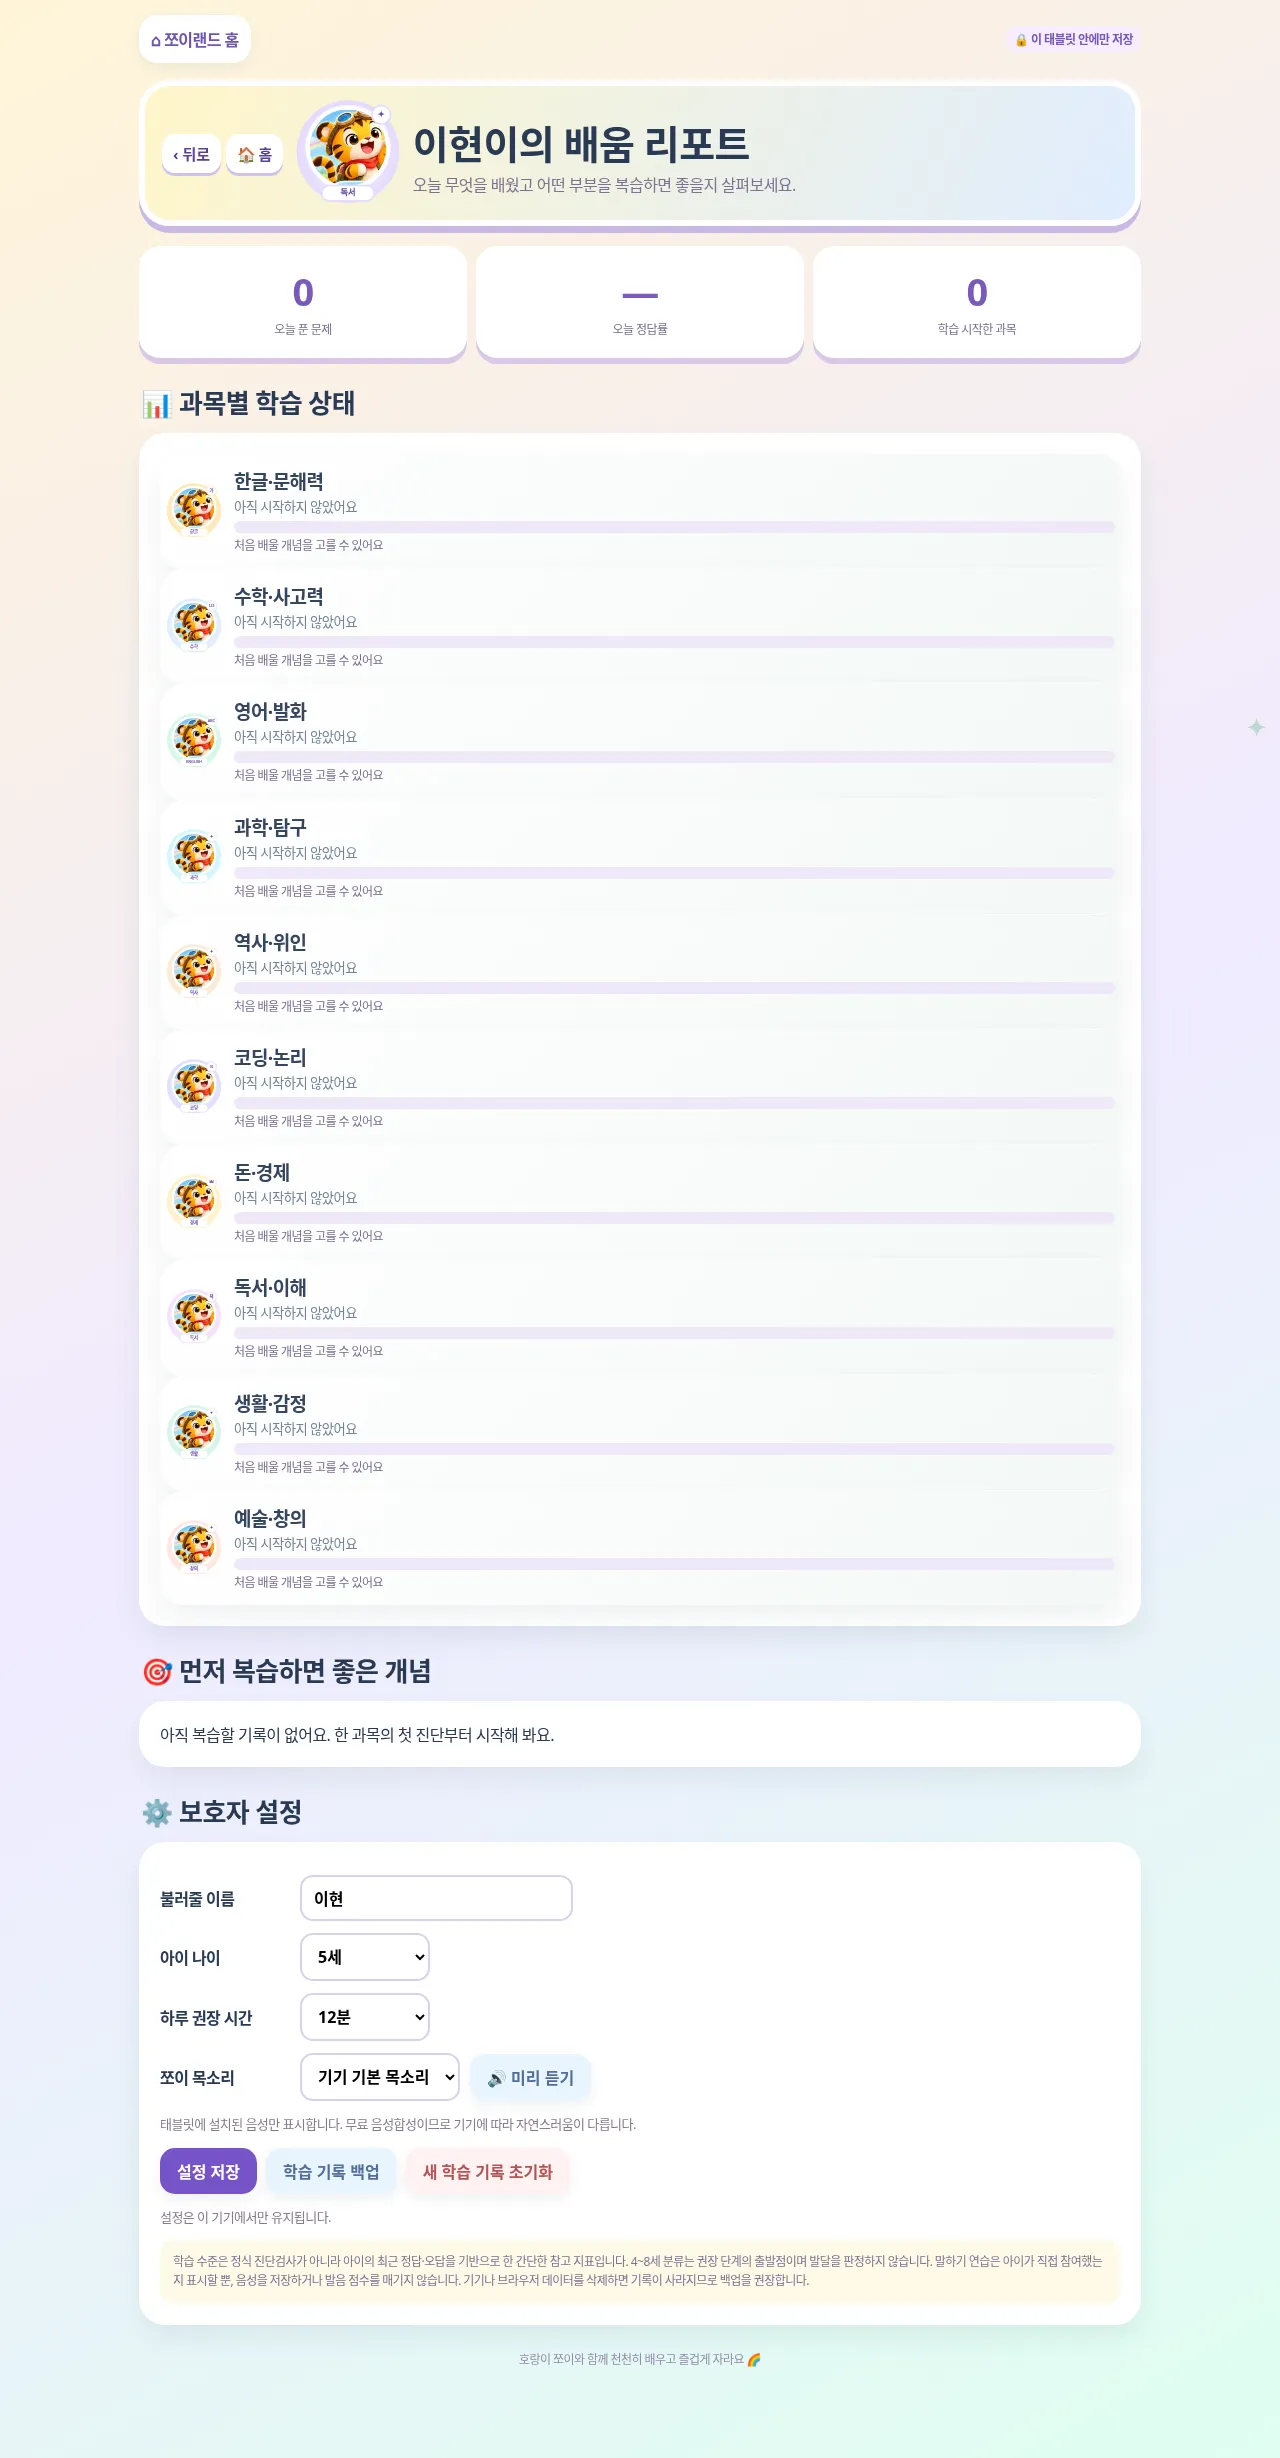 ⌂ 쪼이랜드 홈
🔒 이 태블릿 안에만 저장
‹ 뒤로
🏠 홈
독서
이현이의 배움 리포트
오늘 무엇을 배웠고 어떤 부분을 복습하면 좋을지 살펴보세요.
0
오늘 푼 문제
—
오늘 정답률
0
학습 시작한 과목
📊 과목별 학습 상태
한글·문해력
아직 시작하지 않았어요
처음 배울 개념을 고를 수 있어요
수학·사고력
아직 시작하지 않았어요
처음 배울 개념을 고를 수 있어요
영어·발화
아직 시작하지 않았어요
ENGLISH
처음 배울 개념을 고를 수 있어요
과학·탐구
아직 시작하지 않았어요
처음 배울 개념을 고를 수 있어요
역사·위인
아직 시작하지 않았어요
처음 배울 개념을 고를 수 있어요
코딩·논리
아직 시작하지 않았어요
처음 배울 개념을 고를 수 있어요
돈·경제
아직 시작하지 않았어요
처음 배울 개념을 고를 수 있어요
독서·이해
아직 시작하지 않았어요
처음 배울 개념을 고를 수 있어요
생활·감정
아직 시작하지 않았어요
처음 배울 개념을 고를 수 있어요
예술·창의
아직 시작하지 않았어요
처음 배울 개념을 고를 수 있어요
🎯 먼저 복습하면 좋은 개념
아직 복습할 기록이 없어요. 한 과목의 첫 진단부터 시작해 봐요.
⚙️ 보호자 설정
불러줄 이름
이현
아이 나이
5세
하루 권장 시간
12분
쪼이 목소리
기기 기본 목소리
🔊 미리 듣기
태블릿에 설치된 음성만 표시합니다. 무료 음성합성이므로 기기에 따라 자연스러움이 다릅니다.
설정 저장
학습 기록 백업
새 학습 기록 초기화
설정은 이 기기에서만 유지됩니다.
학습 수준은 정식 진단검사가 아니라 아이의 최근 정답·오답을 기반으로 한 간단한 참고 지표입니다. 4~8세 분류는 권장 단계의 출발점이며 발달을 판정하지 않습니다. 말하기 연습은 아이가 직접 참여했는
지 표시할 뿐, 음성을 저장하거나 발음 점수를 매기지 않습니다. 기기나 브라우저 데이터를 삭제하면 기록이 사라지므로 백업을 권장합니다.
호랑이 쪼이와 함께 천천히 배우고 즐겁게 자라요 🌈